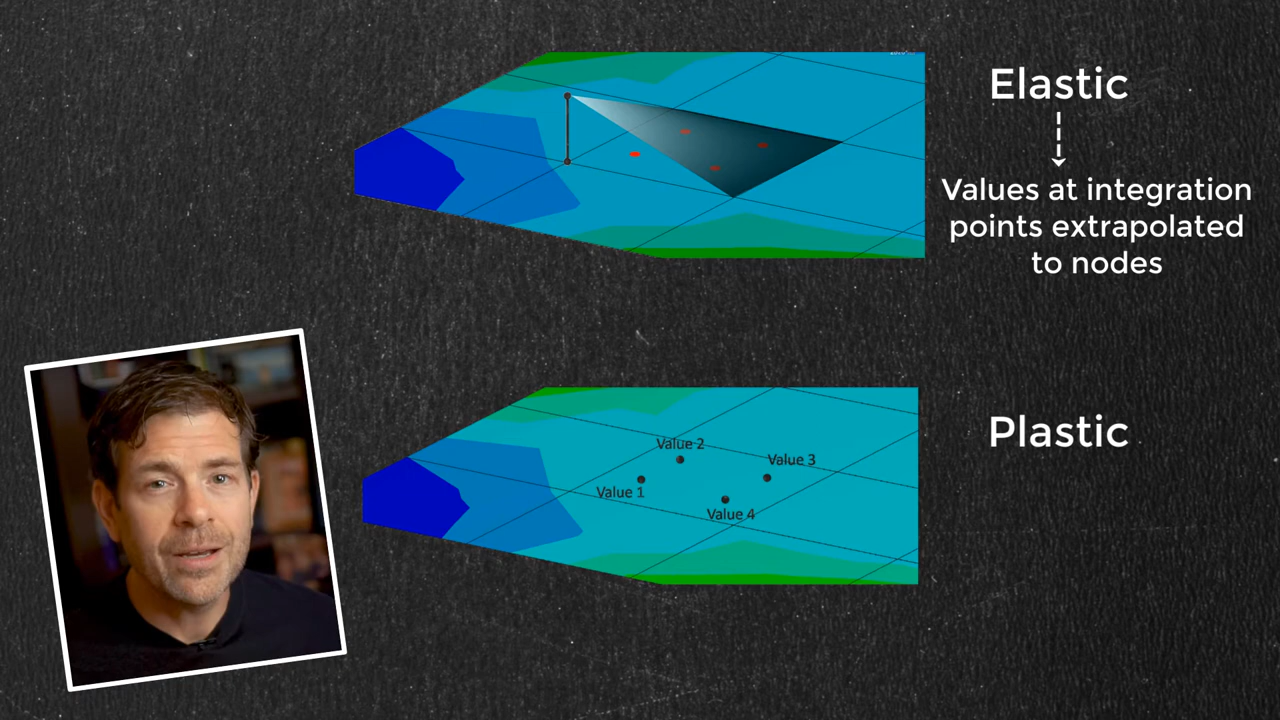 Elastic
Values at integration
points extrapolated
to nodes
Plastic
Value 2
Value 3
Value 1
Value 4